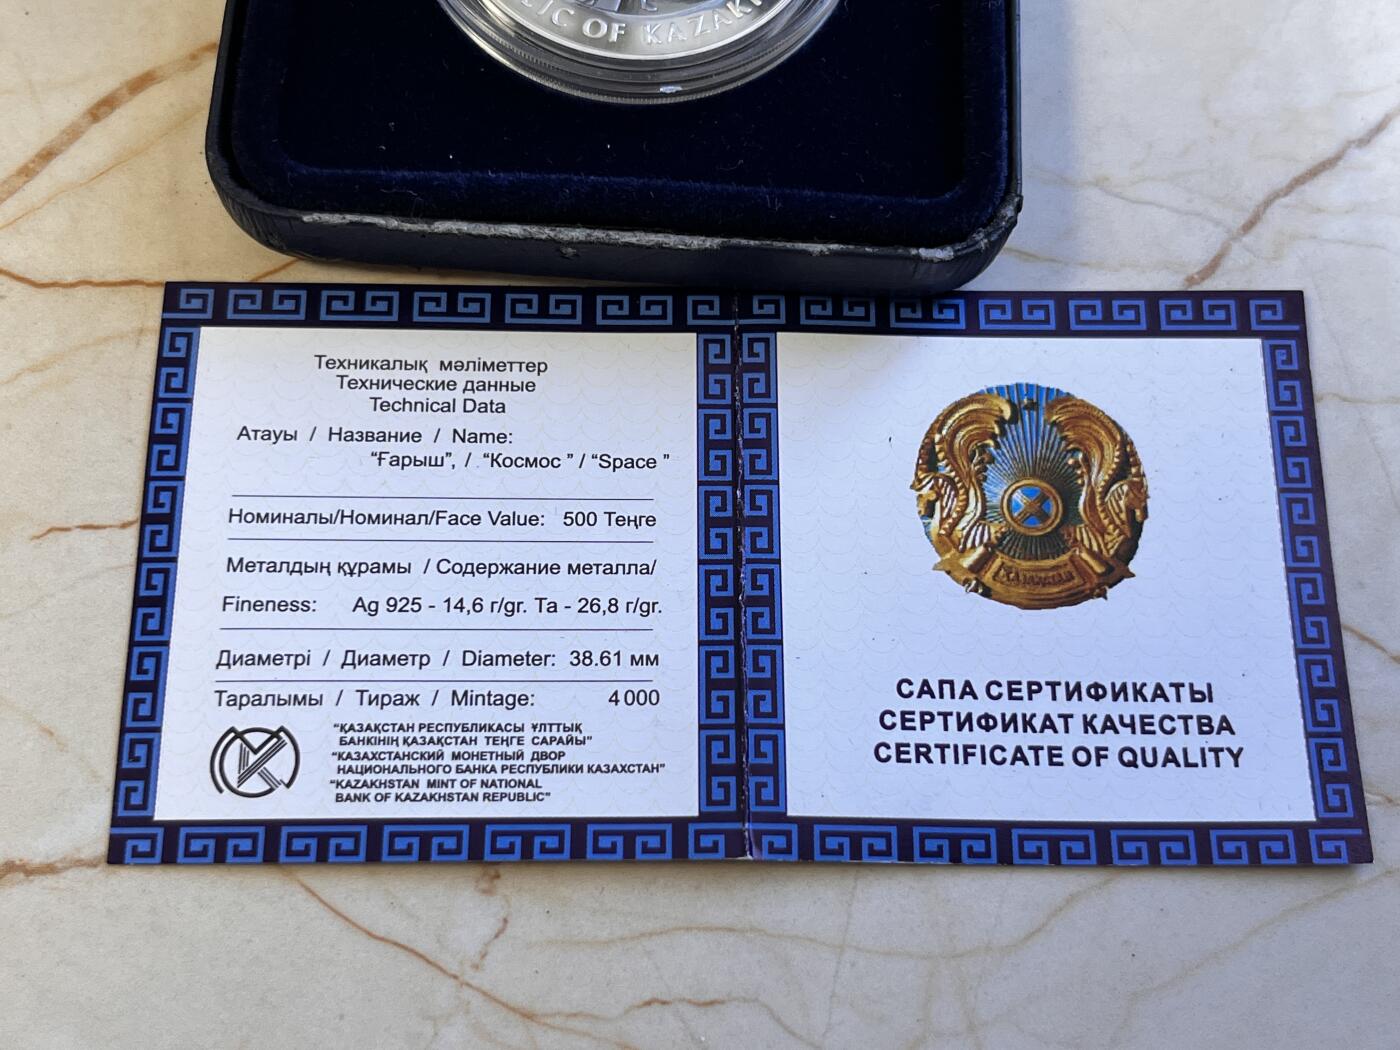 LIC OF KAZAKH
Техникалық мәліметтер
Технические данные
Technical Data
Атауы / Название / Name:
“Ғарыш”, / “Космос ” / “Space ”
Номиналы/Номинал/Face Value: 500 Теңге
Металдың құрамы / Содержание металла/
Fineness: Ag 925 - 14,6 г/gr. Ta - 26,8 г/gr.
Диаметрі / Диаметр / Diameter: 38.61 мм
Таралымы / Тираж / Mintage: 4 000
“ҚАЗАҚСТАН РЕСПУБЛИКАСЫ ҰЛТТЫҚ
БАНКІНІҢ ҚАЗАҚСТАН ТЕҢГЕ САРАЙЫ”
“КАЗАХСТАНСКИЙ МОНЕТНЫЙ ДВОР
НАЦИОНАЛЬНОГО БАНКА РЕСПУБЛИКИ КАЗАХСТАН”
“KAZAKHSTAN MINT OF NATIONAL
BANK OF KAZAKHSTAN REPUBLIC”
САПА СЕРТИФИКАТЫ
СЕРТИФИКАТ КАЧЕСТВА
CERTIFICATE OF QUALITY